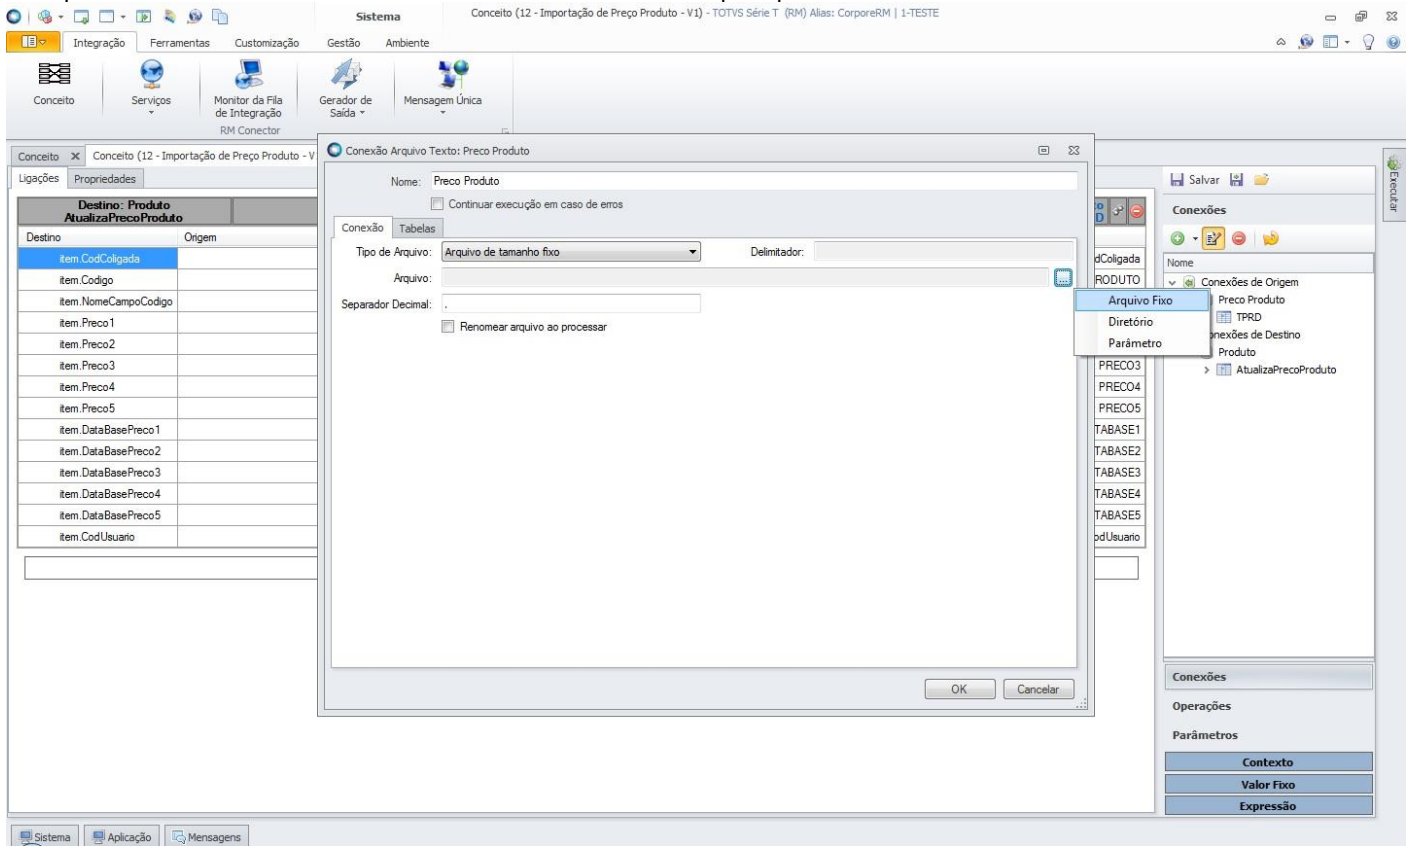 Sistema
Conceito (12 - Importação de Preço Produto - V1) - TOTVS Série T (RM) Alias: CorporeRM | 1-TESTE
Integração Ferramentas Customização Gestão Ambiente
Conceito
Serviços
Monitor da Fila de Integração
Gerador de Saída
Mensagem Única
RM Conector
Conceito Conceito (12 - Importação de Preço Produto - V
Ligações Propriedades
Destino: Produto
AtualizaPrecoProduto
Destino Origem
item.CodColigada
item.Codigo
item.NomeCampoCodigo
item.Preco1
item.Preco2
item.Preco3
item.Preco4
item.Preco5
item.DataBasePreco1
item.DataBasePreco2
item.DataBasePreco3
item.DataBasePreco4
item.DataBasePreco5
item.CodUsuario
Conexão Arquivo Texto: Preco Produto
Nome: Preco Produto
Continuar execução em caso de erros
Conexão Tabelas
Tipo de Arquivo: Arquivo de tamanho fixo Delimitador:
Arquivo: ...
Separador Decimal: .
Renomear arquivo ao processar
OK Cancelar
Arquivo Fixo
Diretório
Parâmetro
dColigada
RODUTO
PRECO3
PRECO4
PRECO5
TABASE1
TABASE2
TABASE3
TABASE4
TABASE5
odUsuario
Salvar
Conexões
Nome
Conexões de Origem
Preco Produto
TPRD
onexões de Destino
Produto
AtualizaPrecoProduto
Conexões
Operações
Parâmetros
Contexto
Valor Fixo
Expressão
Executar
Sistema Aplicação Mensagens